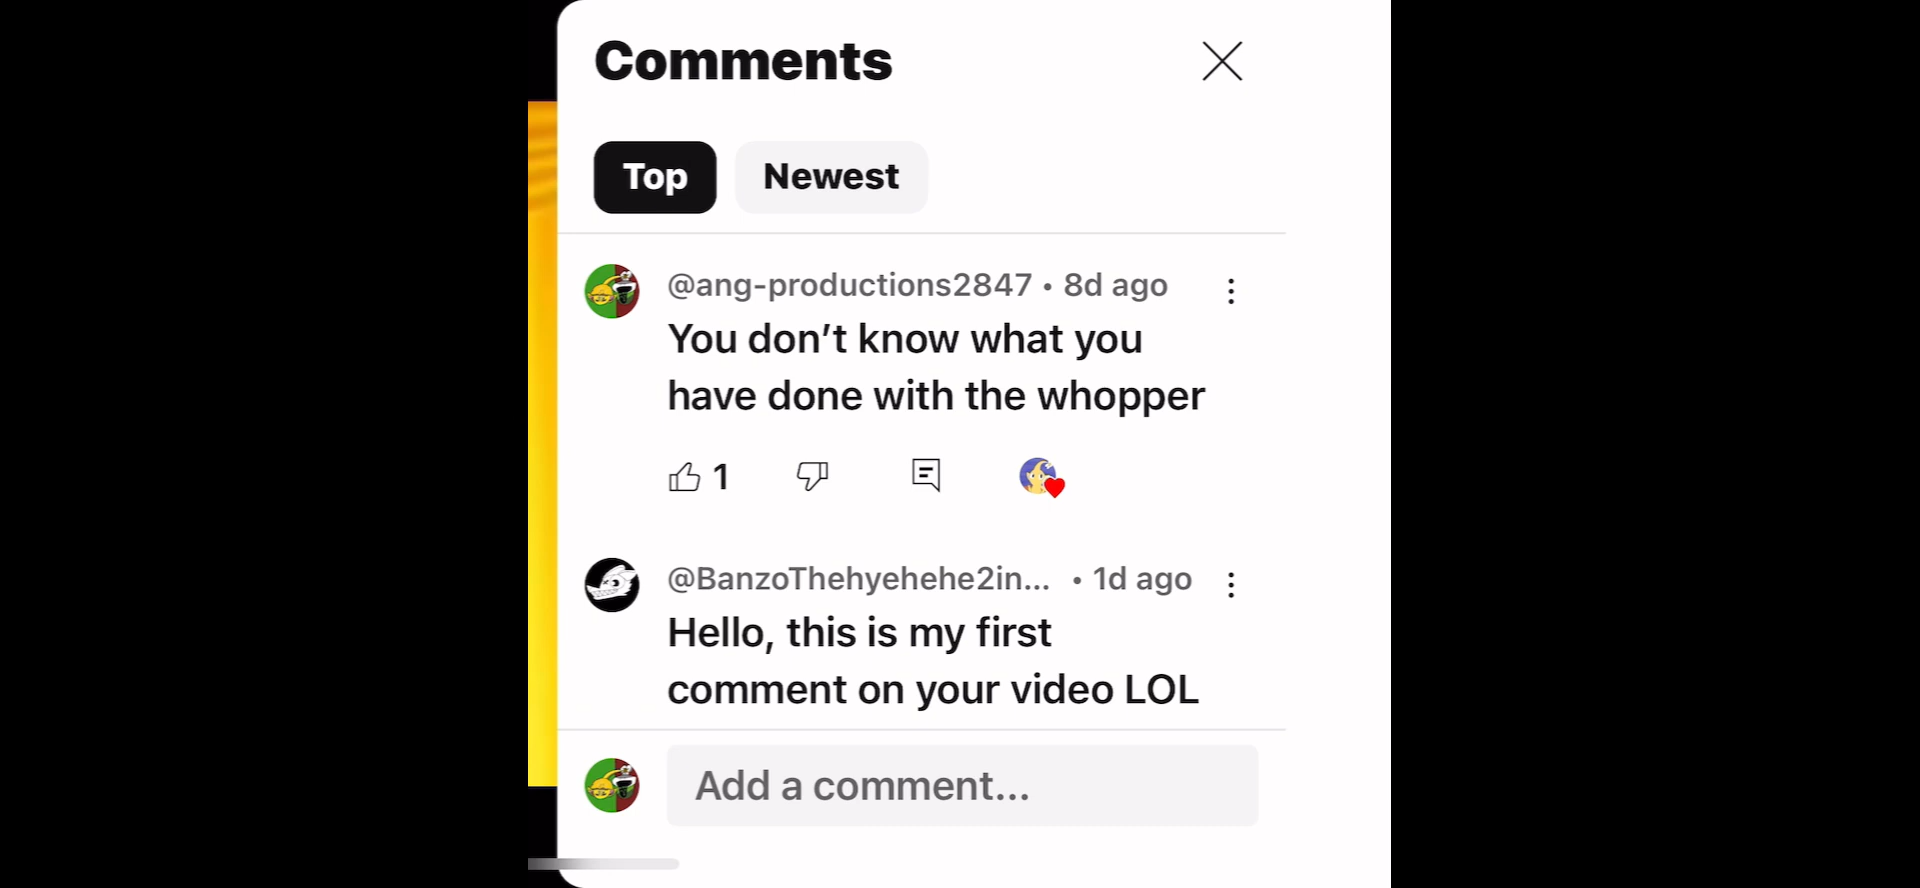 Comments
Top Newest
@ang-productions2847 • 8d ago
You don’t know what you
have done with the whopper
1
@BanzoThehyehehe2in... • 1d ago
Hello, this is my first
comment on your video LOL
Add a comment...